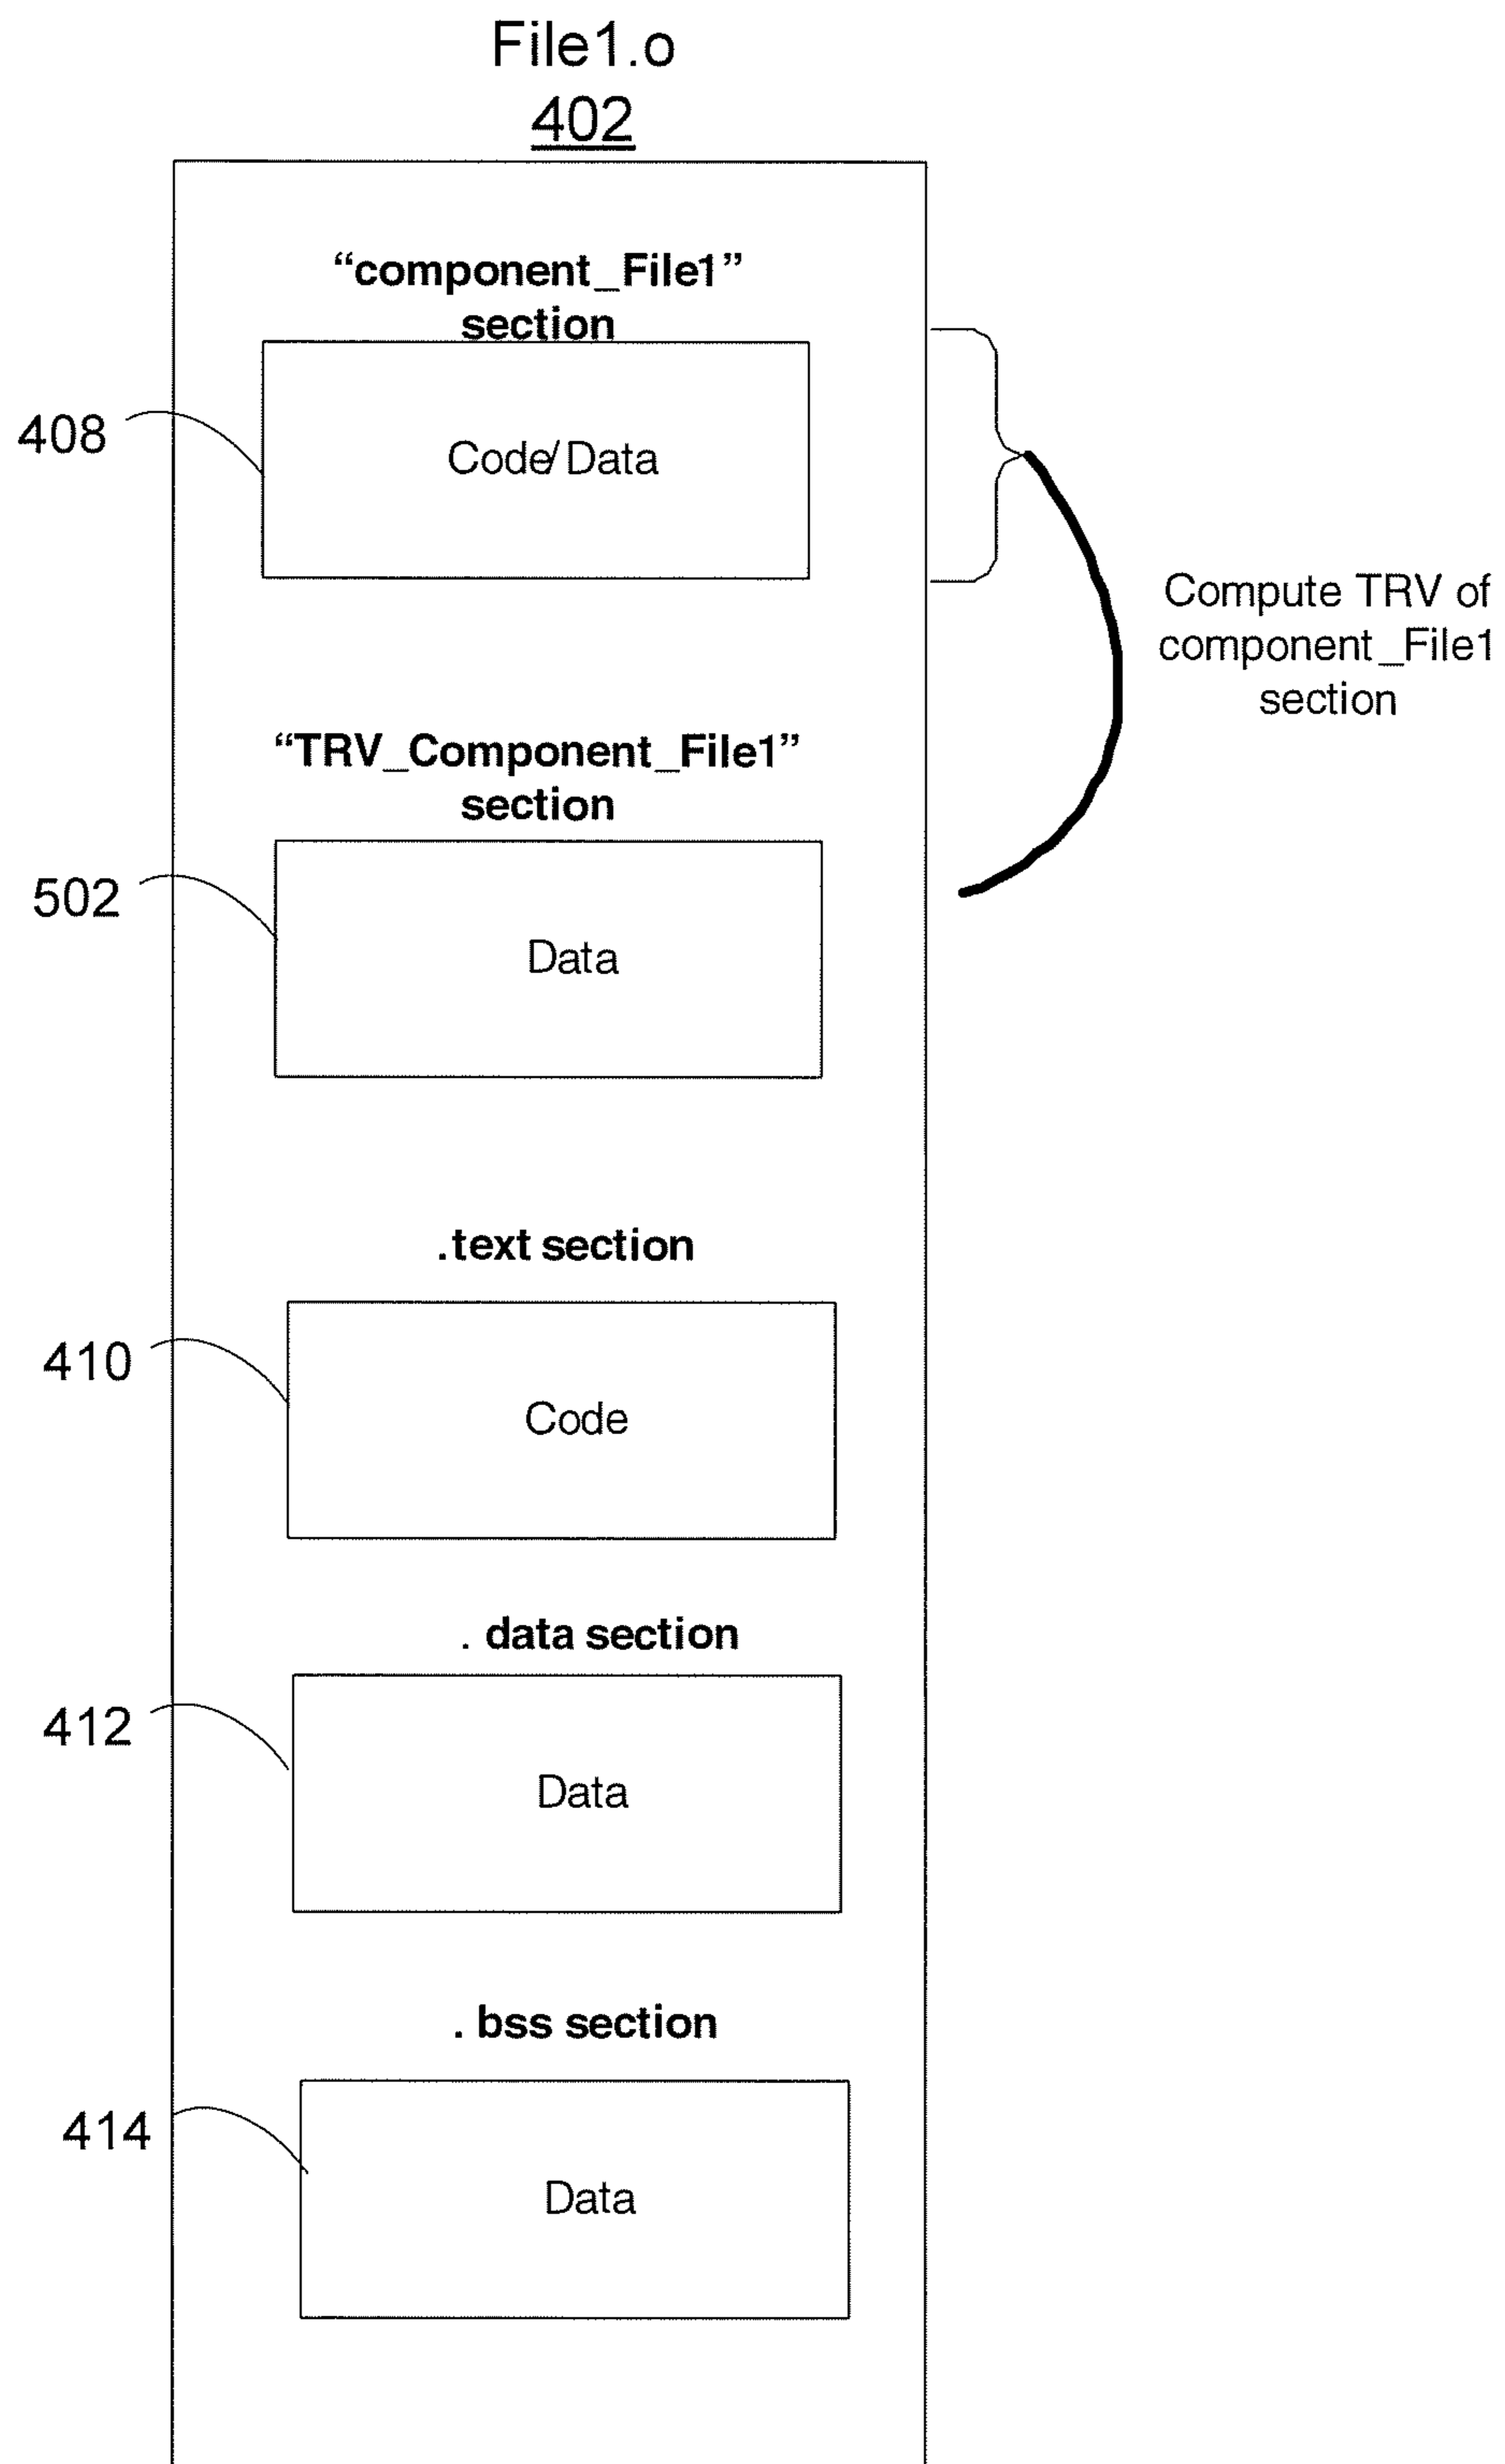 File1.o
402
“component_File1”
section
408
Code/Data
Compute TRV of
component_File1
section
“TRV_Component_File1”
section
502
Data
.text section
410
Code
. data section
412
Data
. bss section
414
Data